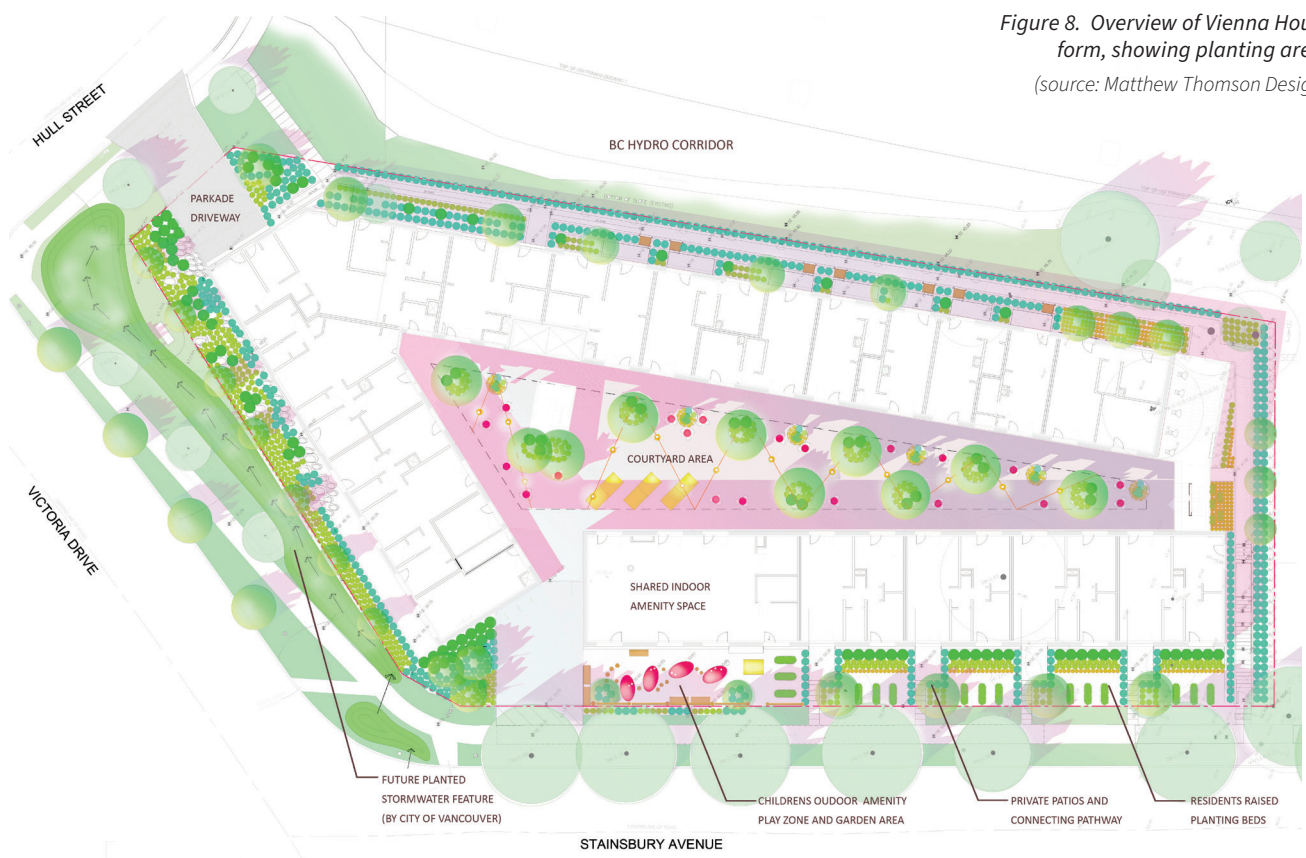 Figure 8. Overview of Vienna Hou
form, showing planting are
(source: Matthew Thomson Desig
HULL STREET
BC HYDRO CORRIDOR
PARKADE
DRIVEWAY
COURTYARD AREA
VICTORIA DRIVE
SHARED INDOOR
AMENITY SPACE
FUTURE PLANTED
STORMWATER FEATURE
(BY CITY OF VANCOUVER)
CHILDRENS OUDOOR AMENITY
PLAY ZONE AND GARDEN AREA
PRIVATE PATIOS AND
CONNECTING PATHWAY
RESIDENTS RAISED
PLANTING BEDS
STAINSBURY AVENUE